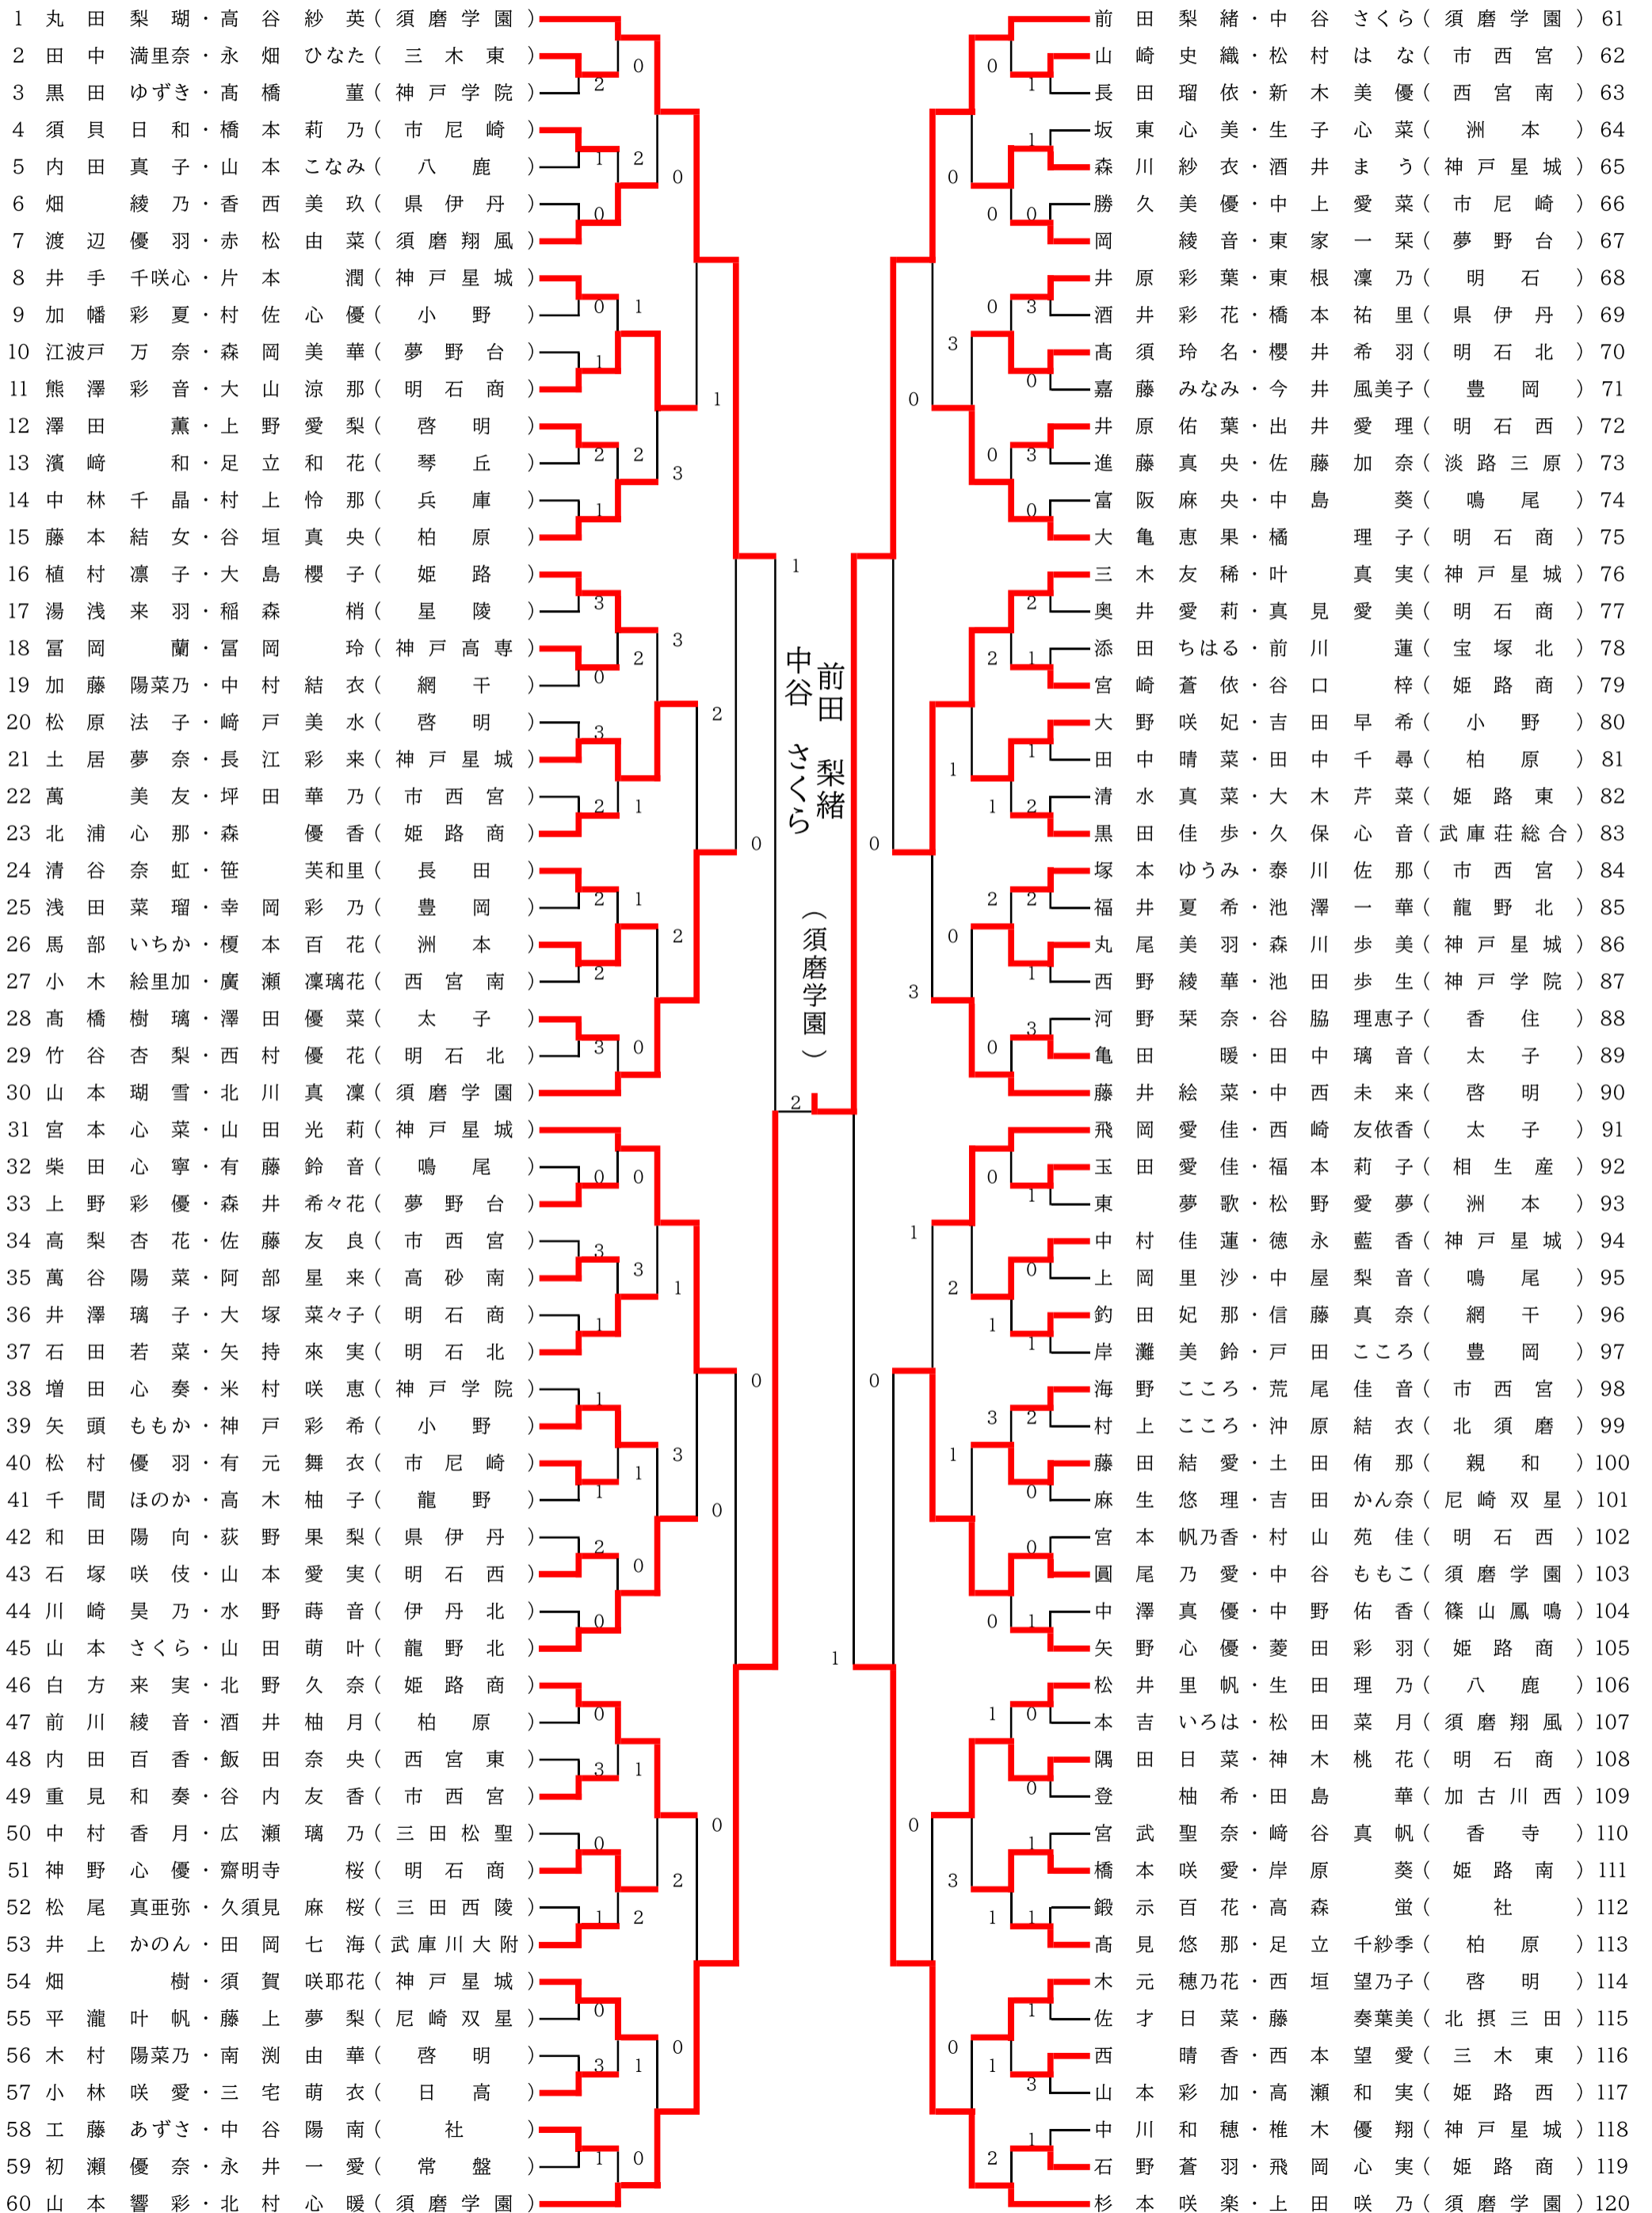 1 丸田 梨瑚・高谷 紗英(須磨学園)
2 田中 満里奈・永畑 ひなた(三木東)
3 黒田 ゆずき・髙橋 菫(神戸学院)
4 須貝 日和・橋本 莉乃(市尼崎)
5 内田 真子・山本 こなみ(八鹿)
6 畑 綾乃・香西 美玖(県伊丹)
7 渡辺 優羽・赤松 由菜(須磨翔風)
8 井手 千咲心・片本 潤(神戸星城)
9 加幡 彩夏・村佐 心優(小野)
10 江波戸 万奈・森岡 美華(夢野台)
11 熊澤 彩音・大山 涼那(明石商)
12 澤田 薫・上野 愛梨(啓明)
13 濱﨑 和・足立 和花(琴丘)
14 中林 千晶・村上 怜那(兵庫)
15 藤本 結女・谷垣 真央(柏原)
16 植村 凛子・大島 櫻子(姫路)
17 湯浅 来羽・稲森 梢(星陵)
18 冨岡 蘭・冨岡 玲(神戸高専)
19 加藤 陽菜乃・中村 結衣(網干)
20 松原 法子・﨑戸 美水(啓明)
21 土居 夢奈・長江 彩来(神戸星城)
22 萬 美友・坪田 華乃(市西宮)
23 北浦 心那・森 優香(姫路商)
24 清谷 奈虹・笹 芙和里(長田)
25 浅田 菜瑠・幸岡 彩乃(豊岡)
26 馬部 いちか・榎本 百花(洲本)
27 小木 絵里加・廣瀬 凜璃花(西宮南)
28 髙橋 樹璃・澤田 優菜(太子)
29 竹谷 杏梨・西村 優花(明石北)
30 山本 瑚雪・北川 真凜(須磨学園)
31 宮本 心菜・山田 光莉(神戸星城)
32 柴田 心寧・有藤 鈴音(鳴尾)
33 上野 彩優・森井 希々花(夢野台)
34 高梨 杏花・佐藤 友良(市西宮)
35 萬谷 陽菜・阿部 星来(高砂南)
36 井澤 璃子・大塚 菜々子(明石商)
37 石田 若菜・矢持 來実(明石北)
38 増田 心奏・米村 咲恵(神戸学院)
39 矢頭 ももか・神戸 彩希(小野)
40 松村 優羽・有元 舞衣(市尼崎)
41 千間 ほのか・高木 柚子(龍野)
42 和田 陽向・荻野 果梨(県伊丹)
43 石塚 咲伎・山本 愛実(明石西)
44 川崎 昊乃・水野 蒔音(伊丹北)
45 山本 さくら・山田 萌叶(龍野北)
46 白方 来実・北野 久奈(姫路商)
47 前川 綾音・酒井 柚月(柏原)
48 内田 百香・飯田 奈央(西宮東)
49 重見 和奏・谷内 友香(市西宮)
50 中村 香月・広瀬 璃乃(三田松聖)
51 神野 心優・齋明寺 桜(明石商)
52 松尾 真亜弥・久須見 麻桜(三田西陵)
53 井上 かのん・田岡 七海(武庫川大附)
54 畑 樹・須賀 咲耶花(神戸星城)
55 平瀧 叶帆・藤上 夢梨(尼崎双星)
56 木村 陽菜乃・南渕 由華(啓明)
57 小林 咲愛・三宅 萌衣(日高)
58 工藤 あずさ・中谷 陽南(社)
59 初瀬 優奈・永井 一愛(常盤)
60 山本 響彩・北村 心暖(須磨学園)
前田 梨緒
中谷 さくら
(須磨学園)
前田 梨緒・中谷 さくら(須磨学園)61
山崎 史織・松村 はな(市西宮)62
長田 瑠依・新木 美優(西宮南)63
坂東 心美・生子 心菜(洲本)64
森川 紗衣・酒井 まう(神戸星城)65
勝久 美優・中上 愛菜(市尼崎)66
岡 綾音・東家 一栞(夢野台)67
井原 彩葉・東根 凜乃(明石)68
酒井 彩花・橋本 祐里(県伊丹)69
髙須 玲名・櫻井 希羽(明石北)70
嘉藤 みなみ・今井 風美子(豊岡)71
井原 佑葉・出井 愛理(明石西)72
進藤 真央・佐藤 加奈(淡路三原)73
富阪 麻央・中島 葵(鳴尾)74
大亀 恵果・橘 理子(明石商)75
三木 友稀・叶 真実(神戸星城)76
奥井 愛莉・真見 愛美(明石商)77
添田 ちはる・前川 蓮(宝塚北)78
宮崎 蒼依・谷口 梓(姫路商)79
大野 咲妃・吉田 早希(小野)80
田中 晴菜・田中 千尋(柏原)81
清水 真菜・大木 芹菜(姫路東)82
黒田 佳歩・久保 心音(武庫荘総合)83
塚本 ゆうみ・泰川 佐那(市西宮)84
福井 夏希・池澤 一華(龍野北)85
丸尾 美羽・森川 歩美(神戸星城)86
西野 綾華・池田 歩生(神戸学院)87
河野 栞奈・谷脇 理恵子(香住)88
亀田 暖・田中 璃音(太子)89
藤井 絵菜・中西 未来(啓明)90
飛岡 愛佳・西崎 友依香(太子)91
玉田 愛佳・福本 莉子(相生産)92
東 夢歌・松野 愛夢(洲本)93
中村 佳蓮・徳永 藍香(神戸星城)94
上岡 里沙・中屋 梨音(鳴尾)95
釣田 妃那・信藤 真奈(網干)96
岸灘 美鈴・戸田 こころ(豊岡)97
海野 こころ・荒尾 佳音(市西宮)98
村上 こころ・沖原 結衣(北須磨)99
藤田 結愛・土田 侑那(親和)100
麻生 悠理・吉田 かん奈(尼崎双星)101
宮本 帆乃香・村山 苑佳(明石西)102
圓尾 乃愛・中谷 ももこ(須磨学園)103
中澤 真優・中野 佑香(篠山鳳鳴)104
矢野 心優・菱田 彩羽(姫路商)105
松井 里帆・生田 理乃(八鹿)106
本吉 いろは・松田 菜月(須磨翔風)107
隅田 日菜・神木 桃花(明石商)108
登 柚希・田島 華(加古川西)109
宮武 聖奈・﨑谷 真帆(香寺)110
橋本 咲愛・岸原 葵(姫路南)111
鍛示 百花・高森 蛍(社)112
髙見 悠那・足立 千紗季(柏原)113
木元 穂乃花・西垣 望乃子(啓明)114
佐才 日菜・藤 奏葉美(北摂三田)115
西 晴香・西本 望愛(三木東)116
山本 彩加・高瀬 和実(姫路西)117
中川 和穂・椎木 優翔(神戸星城)118
石野 蒼羽・飛岡 心実(姫路商)119
杉本 咲楽・上田 咲乃(須磨学園)120